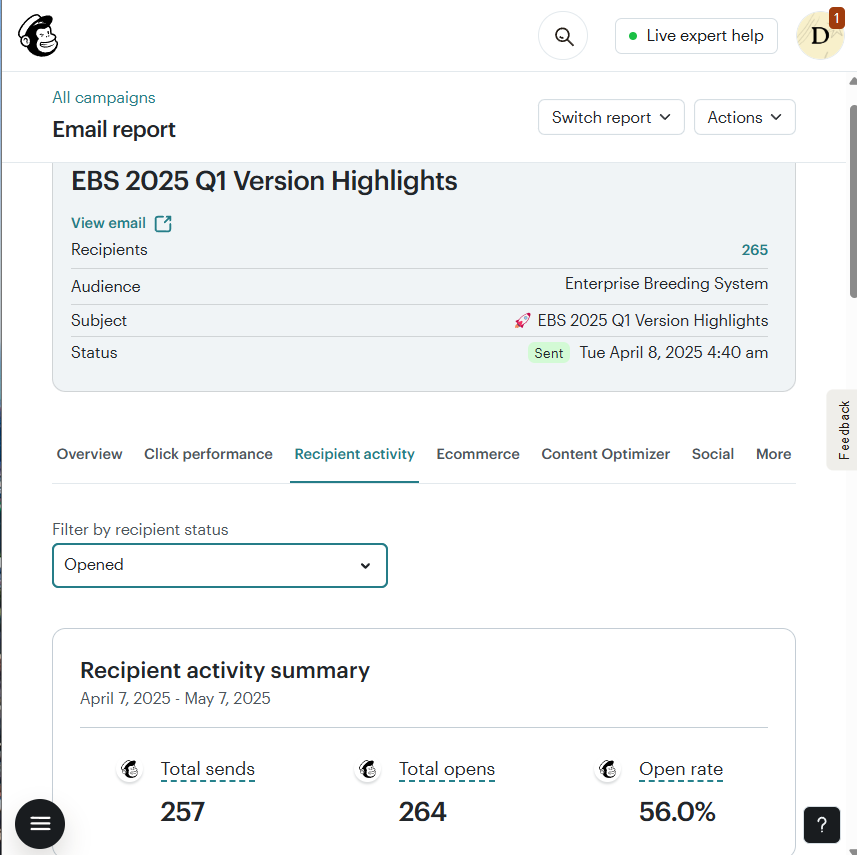 Live expert help
D
1
All campaigns
Email report
Switch report
Actions
EBS 2025 Q1 Version Highlights
View email
Recipients 265
Audience Enterprise Breeding System
Subject 🚀 EBS 2025 Q1 Version Highlights
Status Sent Tue April 8, 2025 4:40 am
Feedback
Overview Click performance Recipient activity Ecommerce Content Optimizer Social More
Filter by recipient status
Opened
Recipient activity summary
April 7, 2025 - May 7, 2025
Total sends Total opens Open rate
257 264 56.0%
?